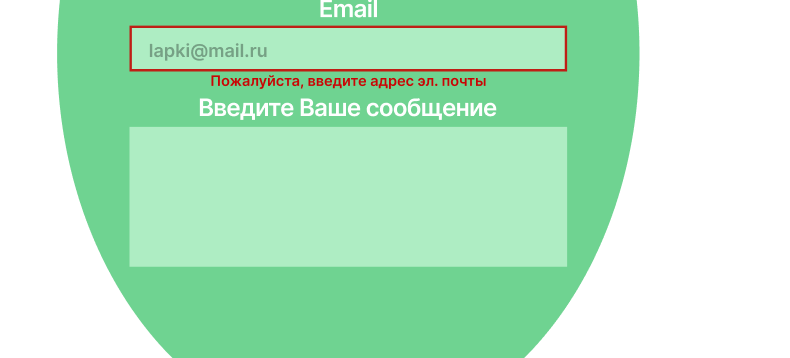 Email
lapki@mail.ru
Пожалуйста, введите адрес эл. почты
Введите Ваше сообщение